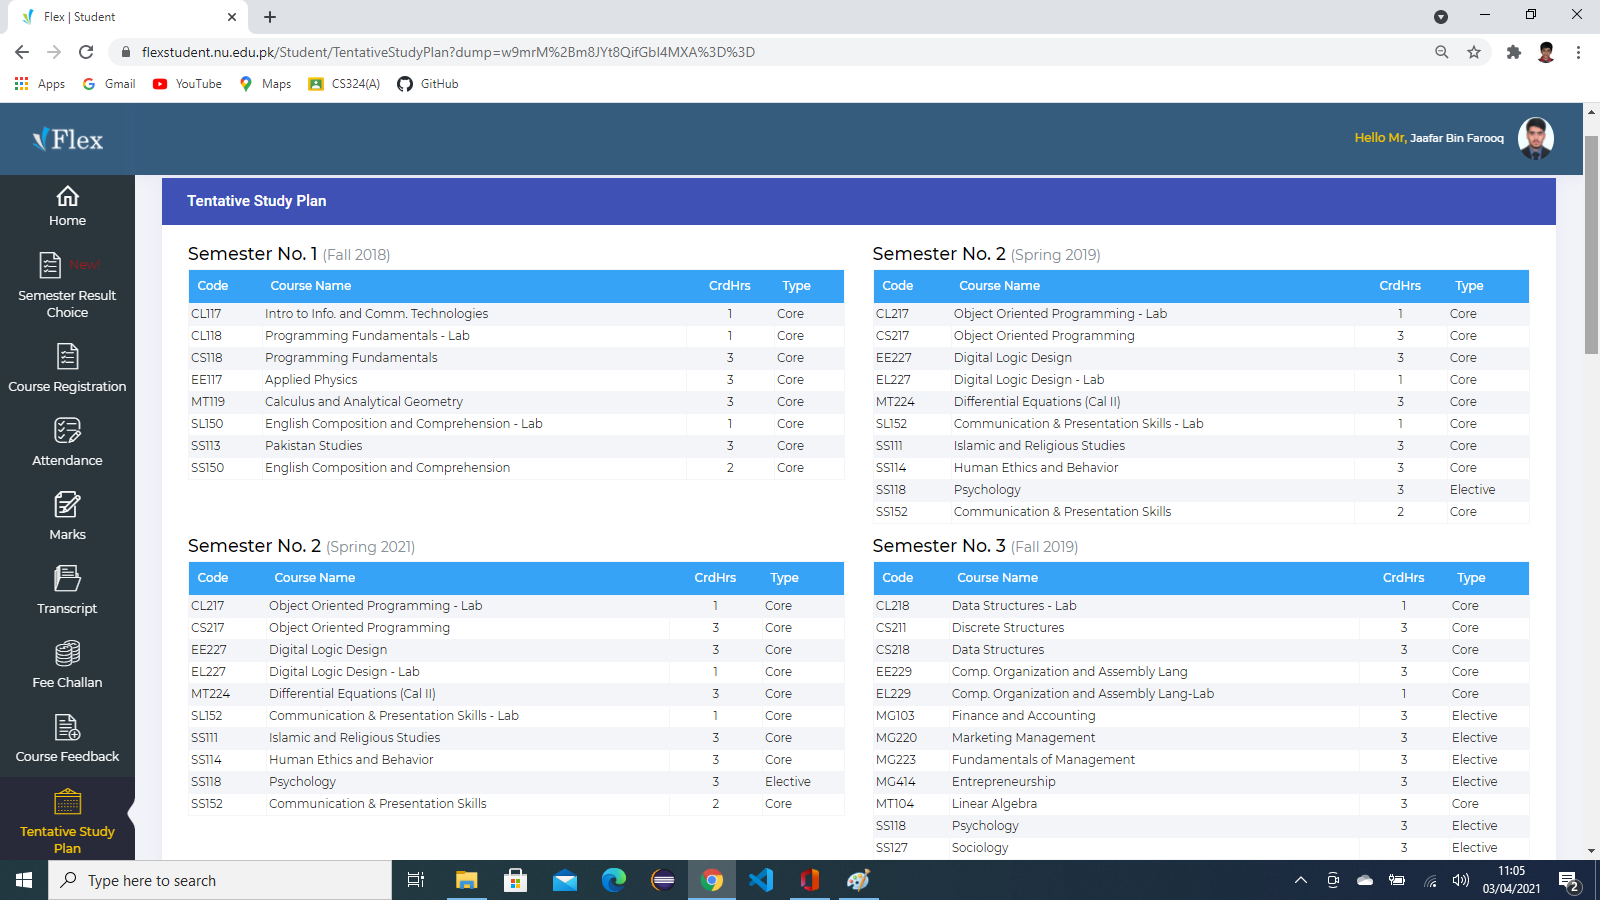 Flex | Student
flexstudent.nu.edu.pk/Student/TentativeStudyPlan?dump=w9mrM%2Bm8JYt8QifGbI4MXA%3D%3D
Apps Gmail YouTube Maps CS324(A) GitHub
Flex
Hello Mr, Jaafar Bin Farooq
Home
New!
Semester Result
Choice
Course Registration
Attendance
Marks
Transcript
Fee Challan
Course Feedback
Tentative Study
Plan
Tentative Study Plan
Semester No. 1 (Fall 2018)
Code Course Name CrdHrs Type
CL117 Intro to Info. and Comm. Technologies 1 Core
CL118 Programming Fundamentals - Lab 1 Core
CS118 Programming Fundamentals 3 Core
EE117 Applied Physics 3 Core
MT119 Calculus and Analytical Geometry 3 Core
SL150 English Composition and Comprehension - Lab 1 Core
SS113 Pakistan Studies 3 Core
SS150 English Composition and Comprehension 2 Core
Semester No. 2 (Spring 2019)
Code Course Name CrdHrs Type
CL217 Object Oriented Programming - Lab 1 Core
CS217 Object Oriented Programming 3 Core
EE227 Digital Logic Design 3 Core
EL227 Digital Logic Design - Lab 1 Core
MT224 Differential Equations (Cal II) 3 Core
SL152 Communication & Presentation Skills - Lab 1 Core
SS111 Islamic and Religious Studies 3 Core
SS114 Human Ethics and Behavior 3 Core
SS118 Psychology 3 Elective
SS152 Communication & Presentation Skills 2 Core
Semester No. 2 (Spring 2021)
Code Course Name CrdHrs Type
CL217 Object Oriented Programming - Lab 1 Core
CS217 Object Oriented Programming 3 Core
EE227 Digital Logic Design 3 Core
EL227 Digital Logic Design - Lab 1 Core
MT224 Differential Equations (Cal II) 3 Core
SL152 Communication & Presentation Skills - Lab 1 Core
SS111 Islamic and Religious Studies 3 Core
SS114 Human Ethics and Behavior 3 Core
SS118 Psychology 3 Elective
SS152 Communication & Presentation Skills 2 Core
Semester No. 3 (Fall 2019)
Code Course Name CrdHrs Type
CL218 Data Structures - Lab 1 Core
CS211 Discrete Structures 3 Core
CS218 Data Structures 3 Core
EE229 Comp. Organization and Assembly Lang 3 Core
EL229 Comp. Organization and Assembly Lang-Lab 1 Core
MG103 Finance and Accounting 3 Elective
MG220 Marketing Management 3 Elective
MG223 Fundamentals of Management 3 Elective
MG414 Entrepreneurship 3 Elective
MT104 Linear Algebra 3 Core
SS118 Psychology 3 Elective
SS127 Sociology 3 Elective
Type here to search
11:05
03/04/2021
2